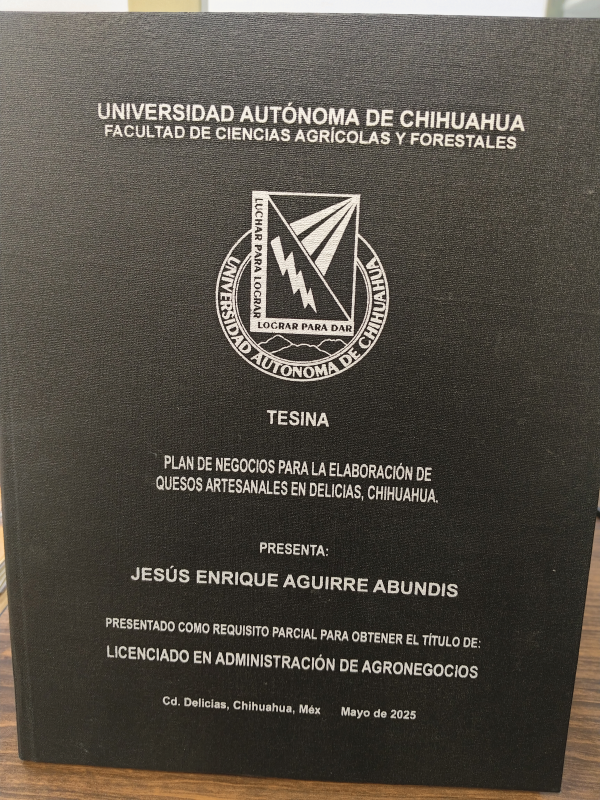 UNIVERSIDAD AUTÓNOMA DE CHIHUAHUA
FACULTAD DE CIENCIAS AGRÍCOLAS Y FORESTALES
LUCHAR PARA LOGRAR
LOGRAR PARA DAR
UNIVERSIDAD AUTONOMA DE CHIHUAHUA
TESINA
PLAN DE NEGOCIOS PARA LA ELABORACIÓN DE
QUESOS ARTESANALES EN DELICIAS, CHIHUAHUA.
PRESENTA:
JESÚS ENRIQUE AGUIRRE ABUNDIS
PRESENTADO COMO REQUISITO PARCIAL PARA OBTENER EL TÍTULO DE:
LICENCIADO EN ADMINISTRACIÓN DE AGRONEGOCIOS
Cd. Delicias, Chihuahua, Méx Mayo de 2025